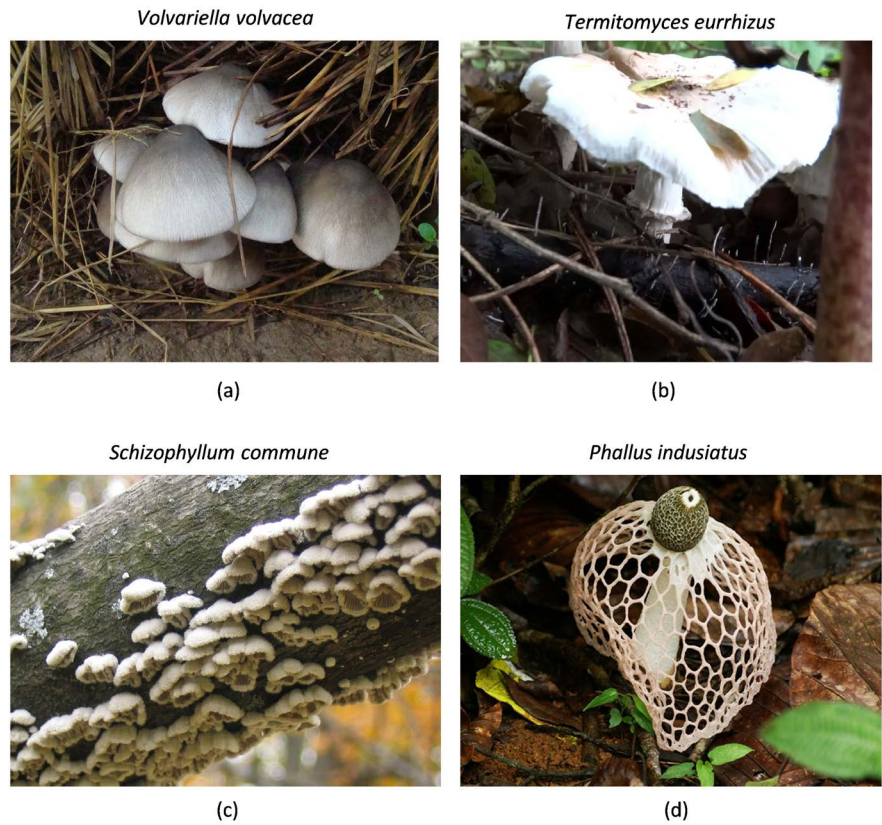 Volvariella volvacea
Termitomyces eurrhizus
(a)
(b)
Schizophyllum commune
Phallus indusiatus
(c)
(d)